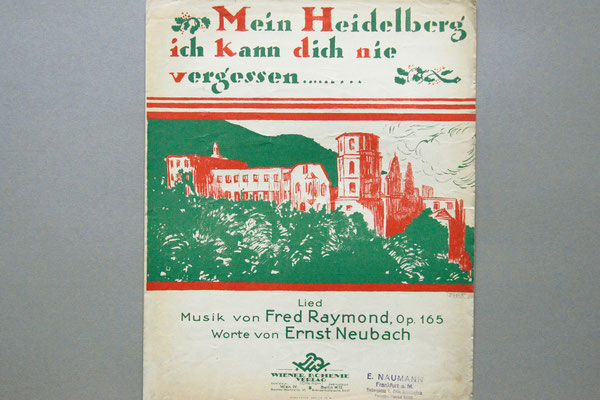 Mein Heidelberg
ich kann dich nie
vergessen........
Lied
Musik von Fred Raymond, Op. 165
Worte von Ernst Neubach
WIENER BOHEME
VERLAG
E. NAUMANN
Frankfurt a. M.